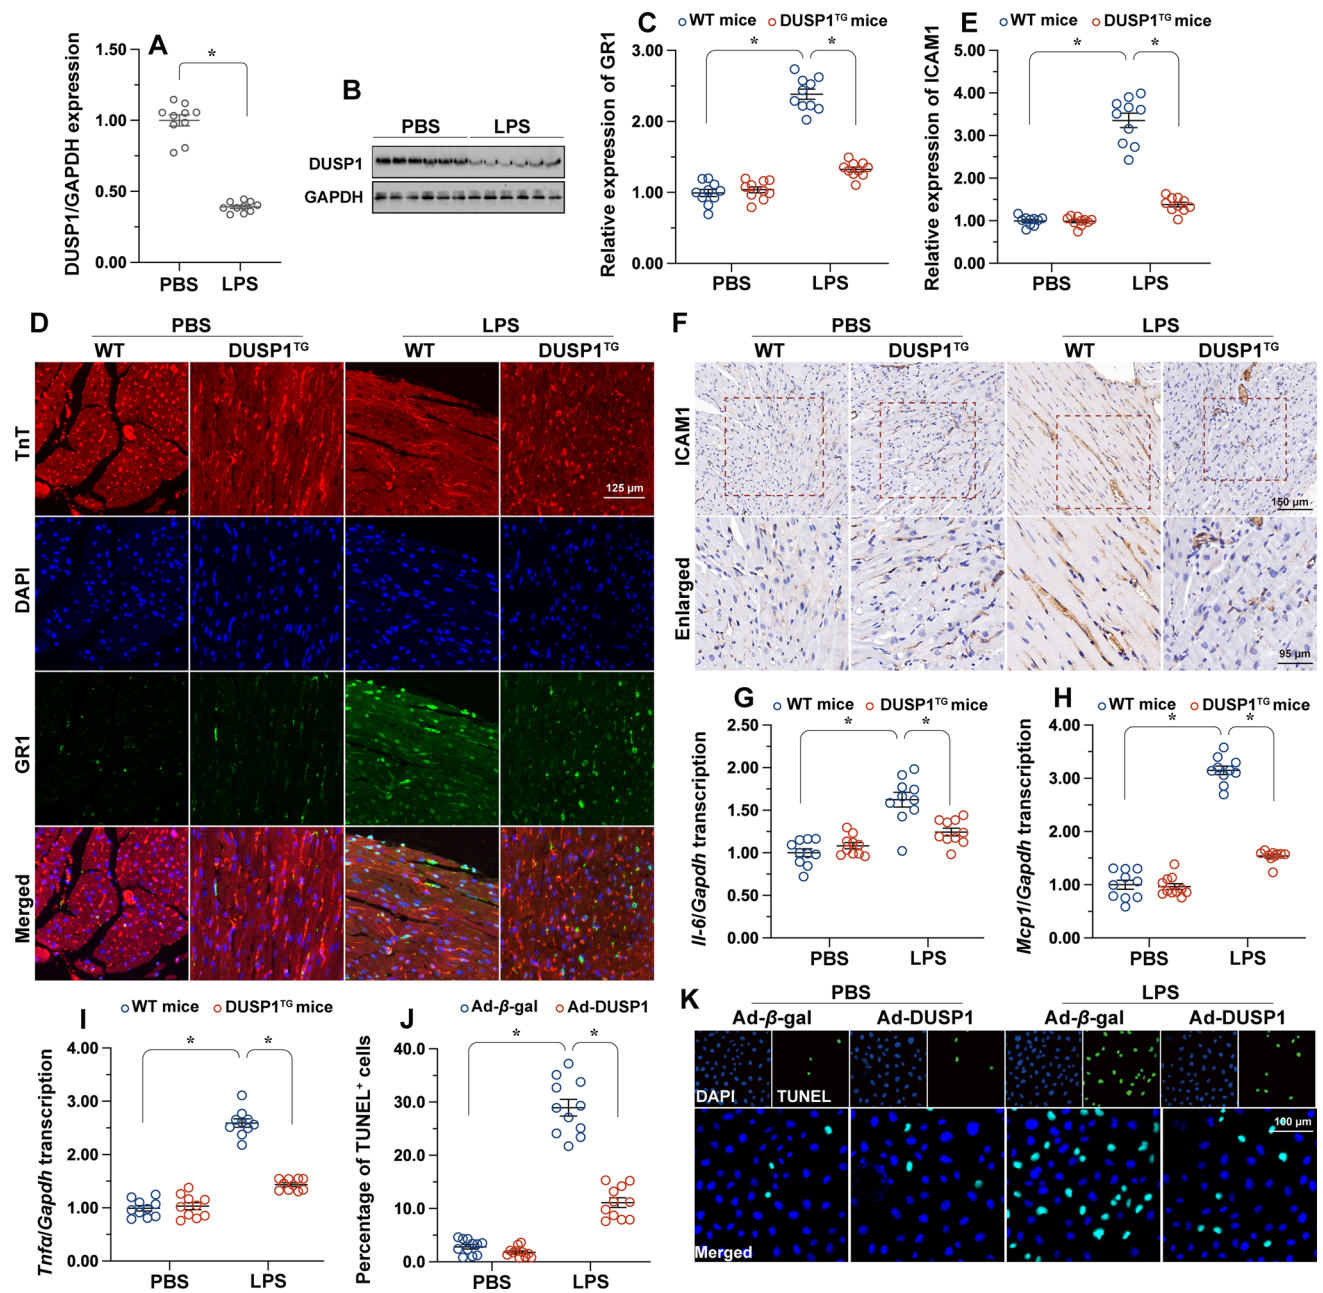 A
DUSP1/GAPDH expression
1.50
1.00
0.50
0.00
*
PBS LPS
B
PBS LPS
DUSP1
GAPDH
C
WT mice DUSP1TG mice
Relative expression of GR1
3.00
2.00
1.00
0.00
* *
PBS LPS
E
WT mice DUSP1TG mice
Relative expression of ICAM1
5.00
4.00
3.00
2.00
1.00
0.00
* *
PBS LPS
D
PBS LPS
WT DUSP1TG WT DUSP1TG
TnT
125 µm
DAPI
GR1
Merged
F
PBS LPS
WT DUSP1TG WT DUSP1TG
ICAM1
150 µm
Enlarged
95 µm
G
WT mice DUSP1TG mice
Il-6/Gapdh transcription
2.50
2.00
1.50
1.00
0.50
0.00
* *
PBS LPS
H
WT mice DUSP1TG mice
Mcp1/Gapdh transcription
4.00
3.00
2.00
1.00
0.00
* *
PBS LPS
I
WT mice DUSP1TG mice
Tnfα/Gapdh transcription
4.00
3.00
2.00
1.00
0.00
* *
PBS LPS
J
Ad-β-gal Ad-DUSP1
Percentage of TUNEL+ cells
40.0
30.0
20.0
10.0
0.00
* *
PBS LPS
K
PBS LPS
Ad-β-gal Ad-DUSP1 Ad-β-gal Ad-DUSP1
DAPI TUNEL
100 µm
Merged